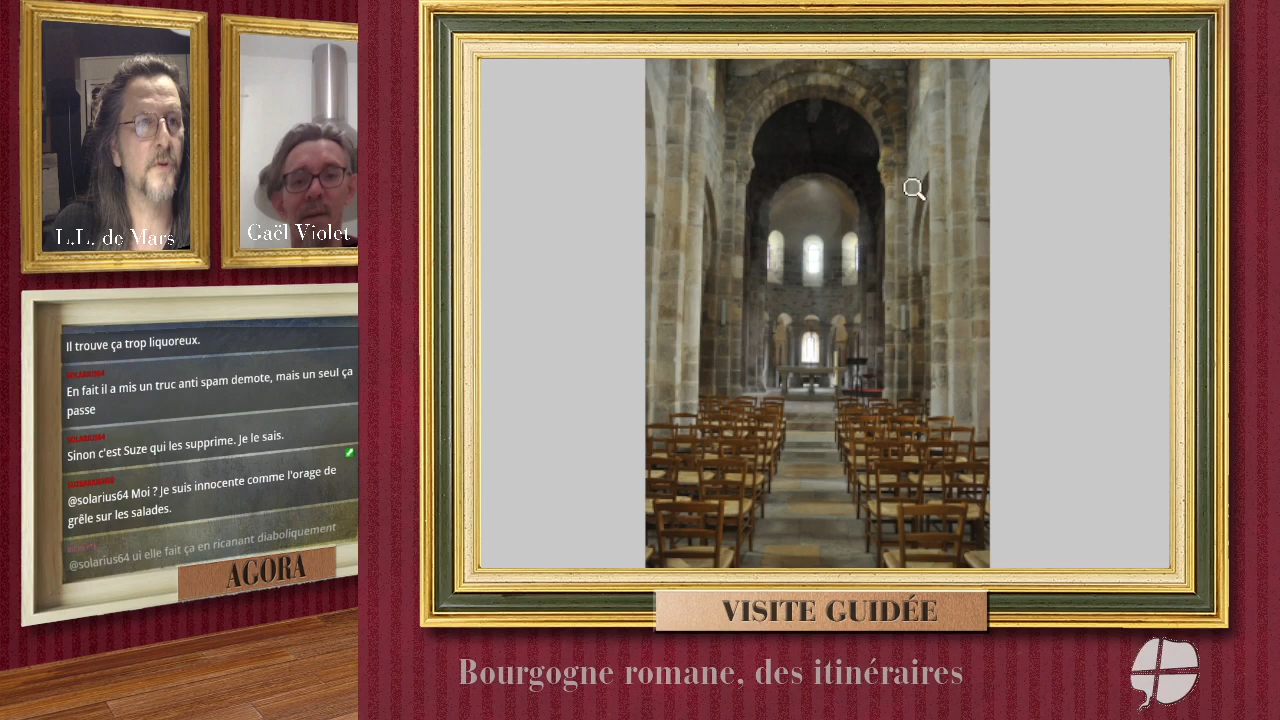 L.L. de Mars
Gaël Violet
Il trouve ça trop liquoreux.
SOLARIUS64
En fait il a mis un truc anti spam demote, mais un seul ça
passe
SOLARIUS64
Sinon c'est Suze qui les supprime. Je le sais.
@solarius64 Moi ? Je suis innocente comme l'orage de
grêle sur les salades.
@solarius64 ui elle fait ça en ricanant diaboliquement
AGORA
VISITE GUIDÉE
Bourgogne romane, des itinéraires